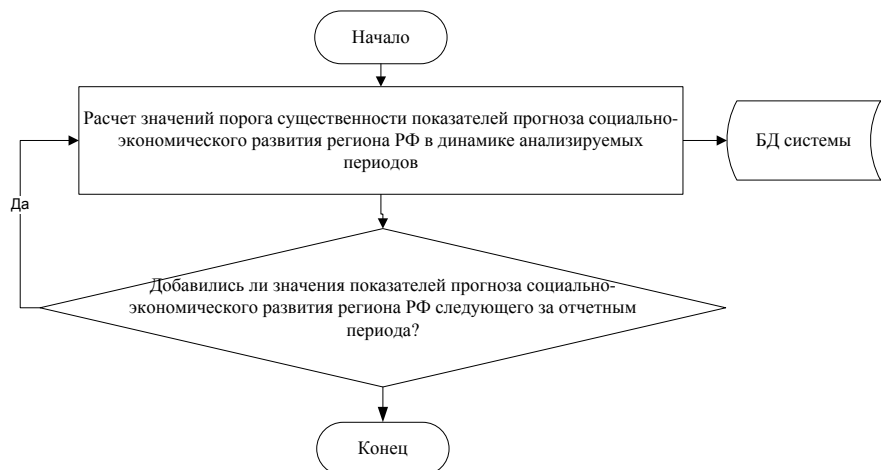 Начало
Расчет значений порога существенности показателей прогноза социально-
экономического развития региона РФ в динамике анализируемых
периодов
БД системы
Да
Добавились ли значения показателей прогноза социально-
экономического развития региона РФ следующего за отчетным
периода?
Конец